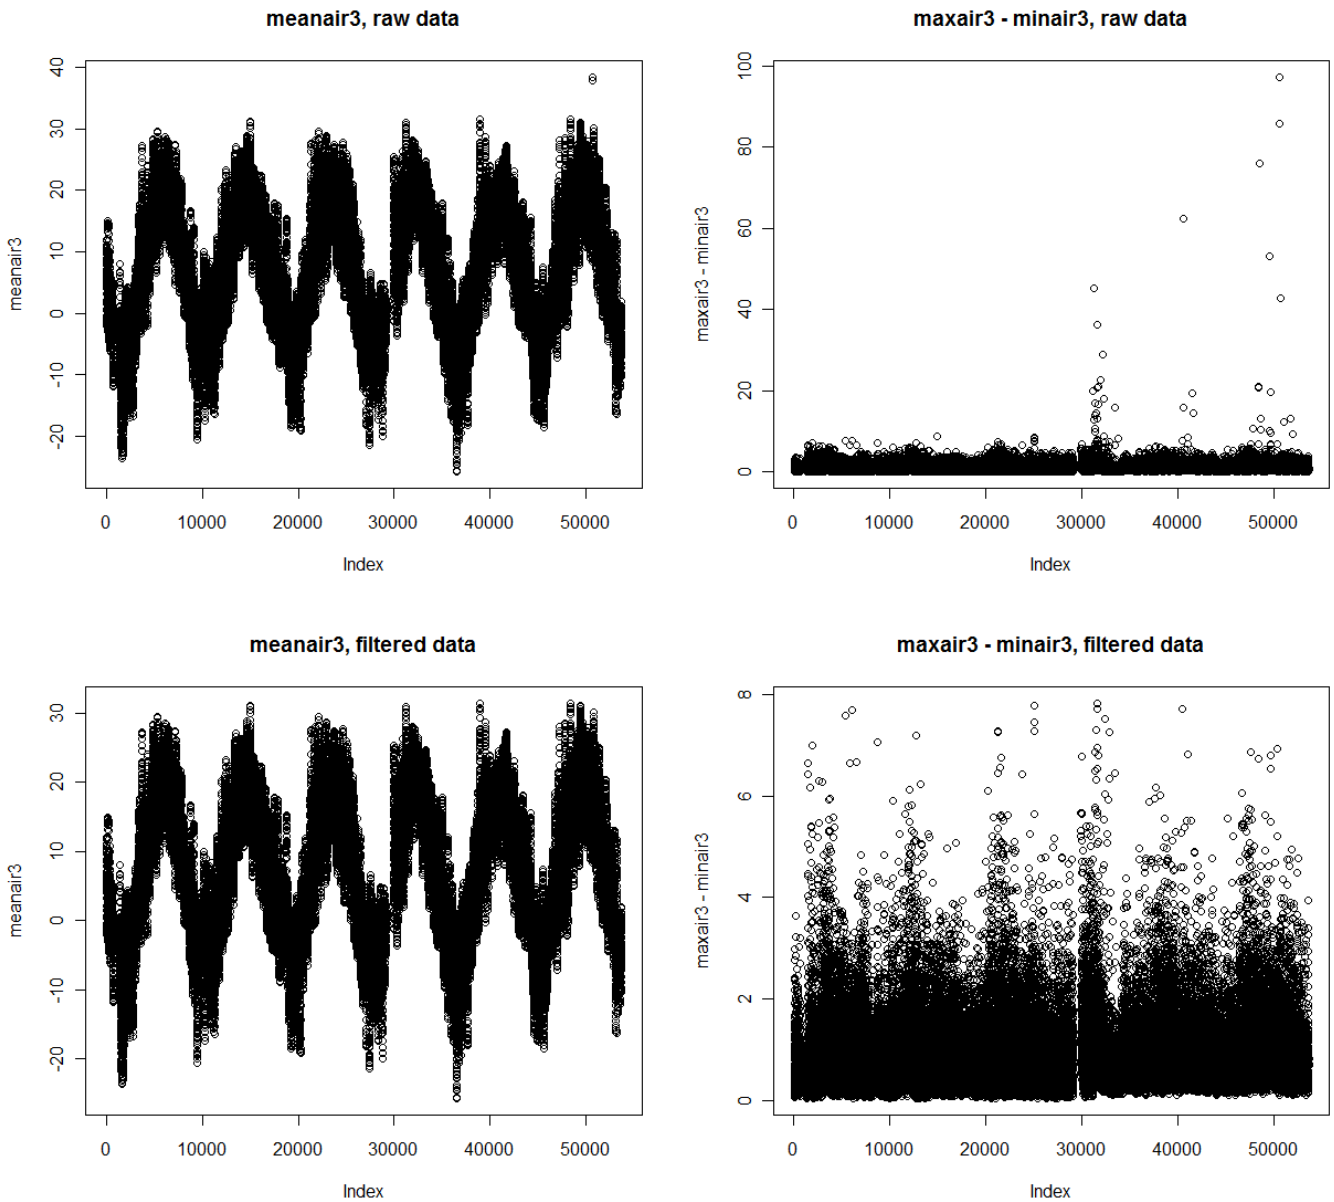 meanair3, raw data
meanair3
40
30
20
10
0
-10
-20
0 10000 20000 30000 40000 50000
Index
maxair3 - minair3, raw data
maxair3 - minair3
100
80
60
40
20
0
0 10000 20000 30000 40000 50000
Index
meanair3, filtered data
meanair3
30
20
10
0
-10
-20
0 10000 20000 30000 40000 50000
Index
maxair3 - minair3, filtered data
maxair3 - minair3
8
6
4
2
0
0 10000 20000 30000 40000 50000
Index